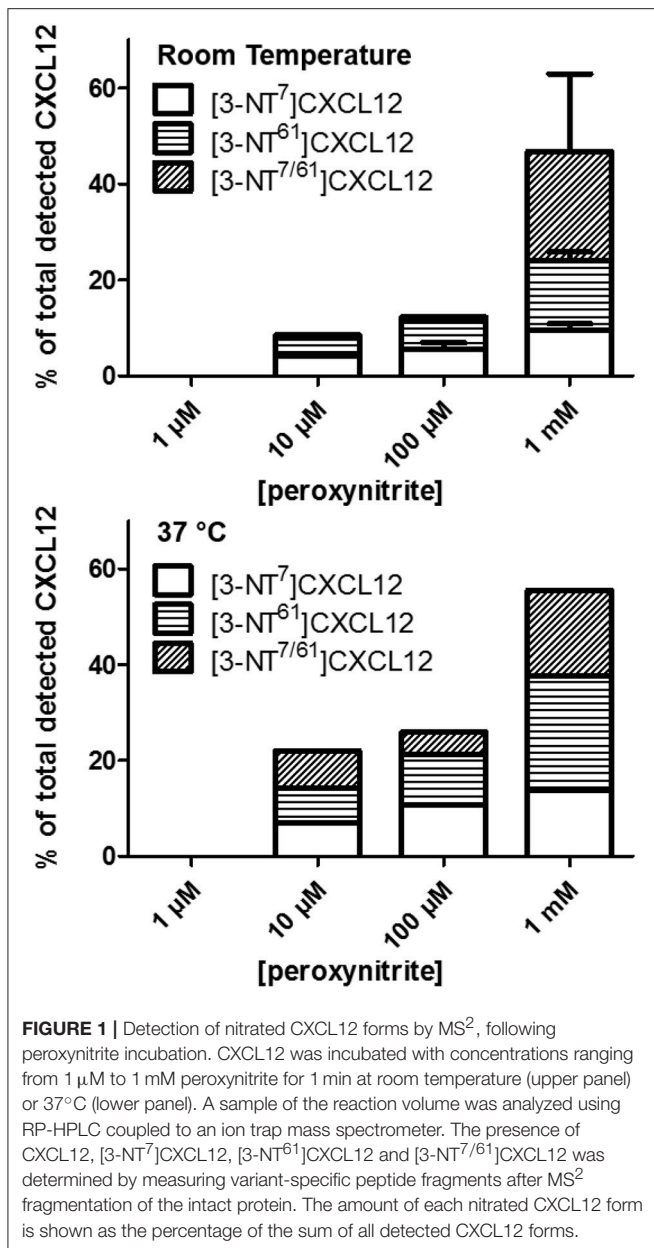 Room Temperature
[3-NT7]CXCL12
[3-NT61]CXCL12
[3-NT7/61]CXCL12
% of total detected CXCL12
60
40
20
0
1 µM
10 µM
100 µM
1 mM
[peroxynitrite]
37 °C
[3-NT7]CXCL12
[3-NT61]CXCL12
[3-NT7/61]CXCL12
% of total detected CXCL12
60
40
20
0
1 µM
10 µM
100 µM
1 mM
[peroxynitrite]
FIGURE 1 | Detection of nitrated CXCL12 forms by MS2, following
peroxynitrite incubation. CXCL12 was incubated with concentrations ranging
from 1 µM to 1 mM peroxynitrite for 1 min at room temperature (upper panel)
or 37°C (lower panel). A sample of the reaction volume was analyzed using
RP-HPLC coupled to an ion trap mass spectrometer. The presence of
CXCL12, [3-NT7]CXCL12, [3-NT61]CXCL12 and [3-NT7/61]CXCL12 was
determined by measuring variant-specific peptide fragments after MS2
fragmentation of the intact protein. The amount of each nitrated CXCL12 form
is shown as the percentage of the sum of all detected CXCL12 forms.